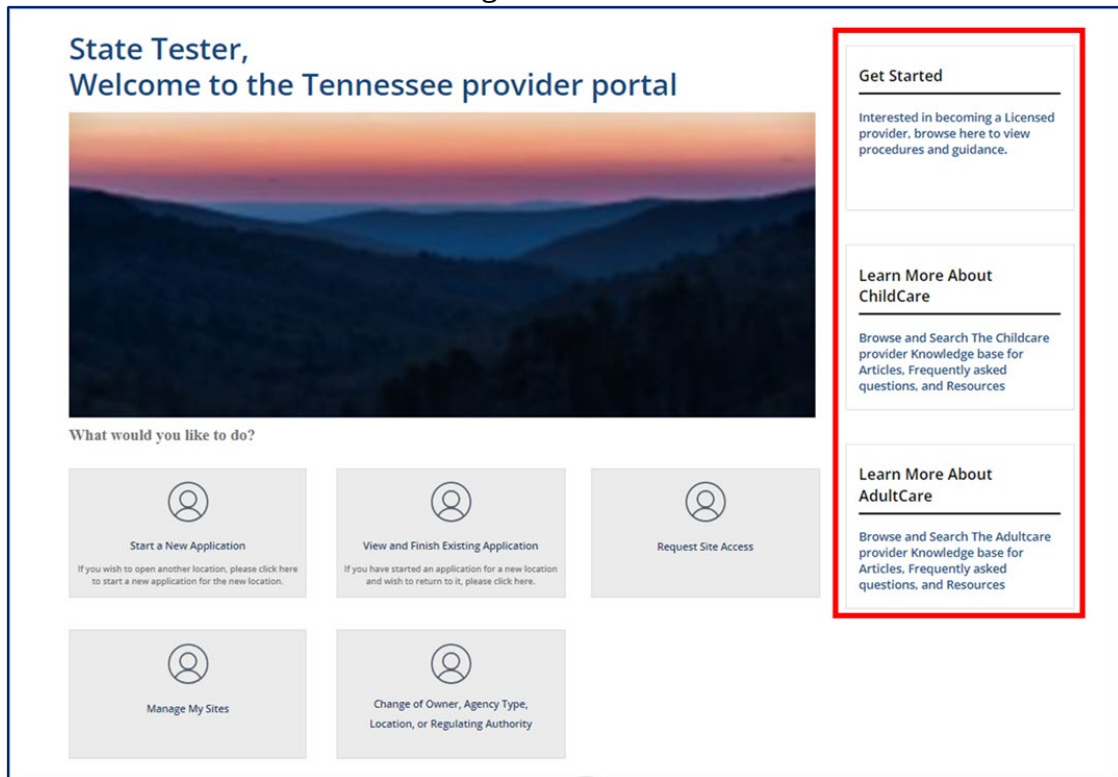 State Tester,
Welcome to the Tennessee provider portal
What would you like to do?
Start a New Application
If you wish to open another location, please click here
to start a new application for the new location.
View and Finish Existing Application
If you have started an application for a new location
and wish to return to it, please click here.
Request Site Access
Manage My Sites
Change of Owner, Agency Type,
Location, or Regulating Authority
Get Started
Interested in becoming a Licensed
provider, browse here to view
procedures and guidance.
Learn More About
ChildCare
Browse and Search The Childcare
provider Knowledge base for
Articles, Frequently asked
questions, and Resources
Learn More About
AdultCare
Browse and Search The Adultcare
provider Knowledge base for
Articles, Frequently asked
questions, and Resources